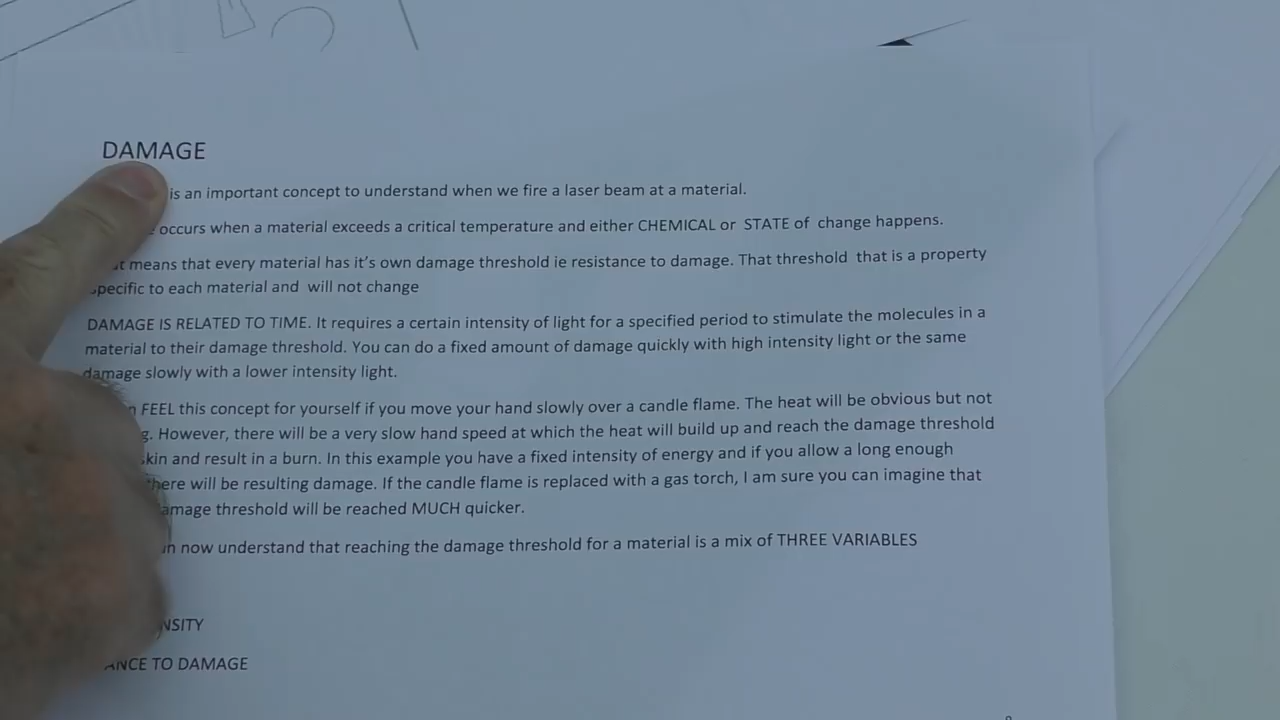 DAMAGE
is an important concept to understand when we fire a laser beam at a material.
occurs when a material exceeds a critical temperature and either CHEMICAL or STATE of change happens.
means that every material has it's own damage threshold ie resistance to damage. That threshold that is a property
specific to each material and will not change
DAMAGE IS RELATED TO TIME. It requires a certain intensity of light for a specified period to stimulate the molecules in a
material to their damage threshold. You can do a fixed amount of damage quickly with high intensity light or the same
damage slowly with a lower intensity light.
FEEL this concept for yourself if you move your hand slowly over a candle flame. The heat will be obvious but not
However, there will be a very slow hand speed at which the heat will build up and reach the damage threshold
skin and result in a burn. In this example you have a fixed intensity of energy and if you allow a long enough
there will be resulting damage. If the candle flame is replaced with a gas torch, I am sure you can imagine that
damage threshold will be reached MUCH quicker.
now understand that reaching the damage threshold for a material is a mix of THREE VARIABLES
TO DAMAGE